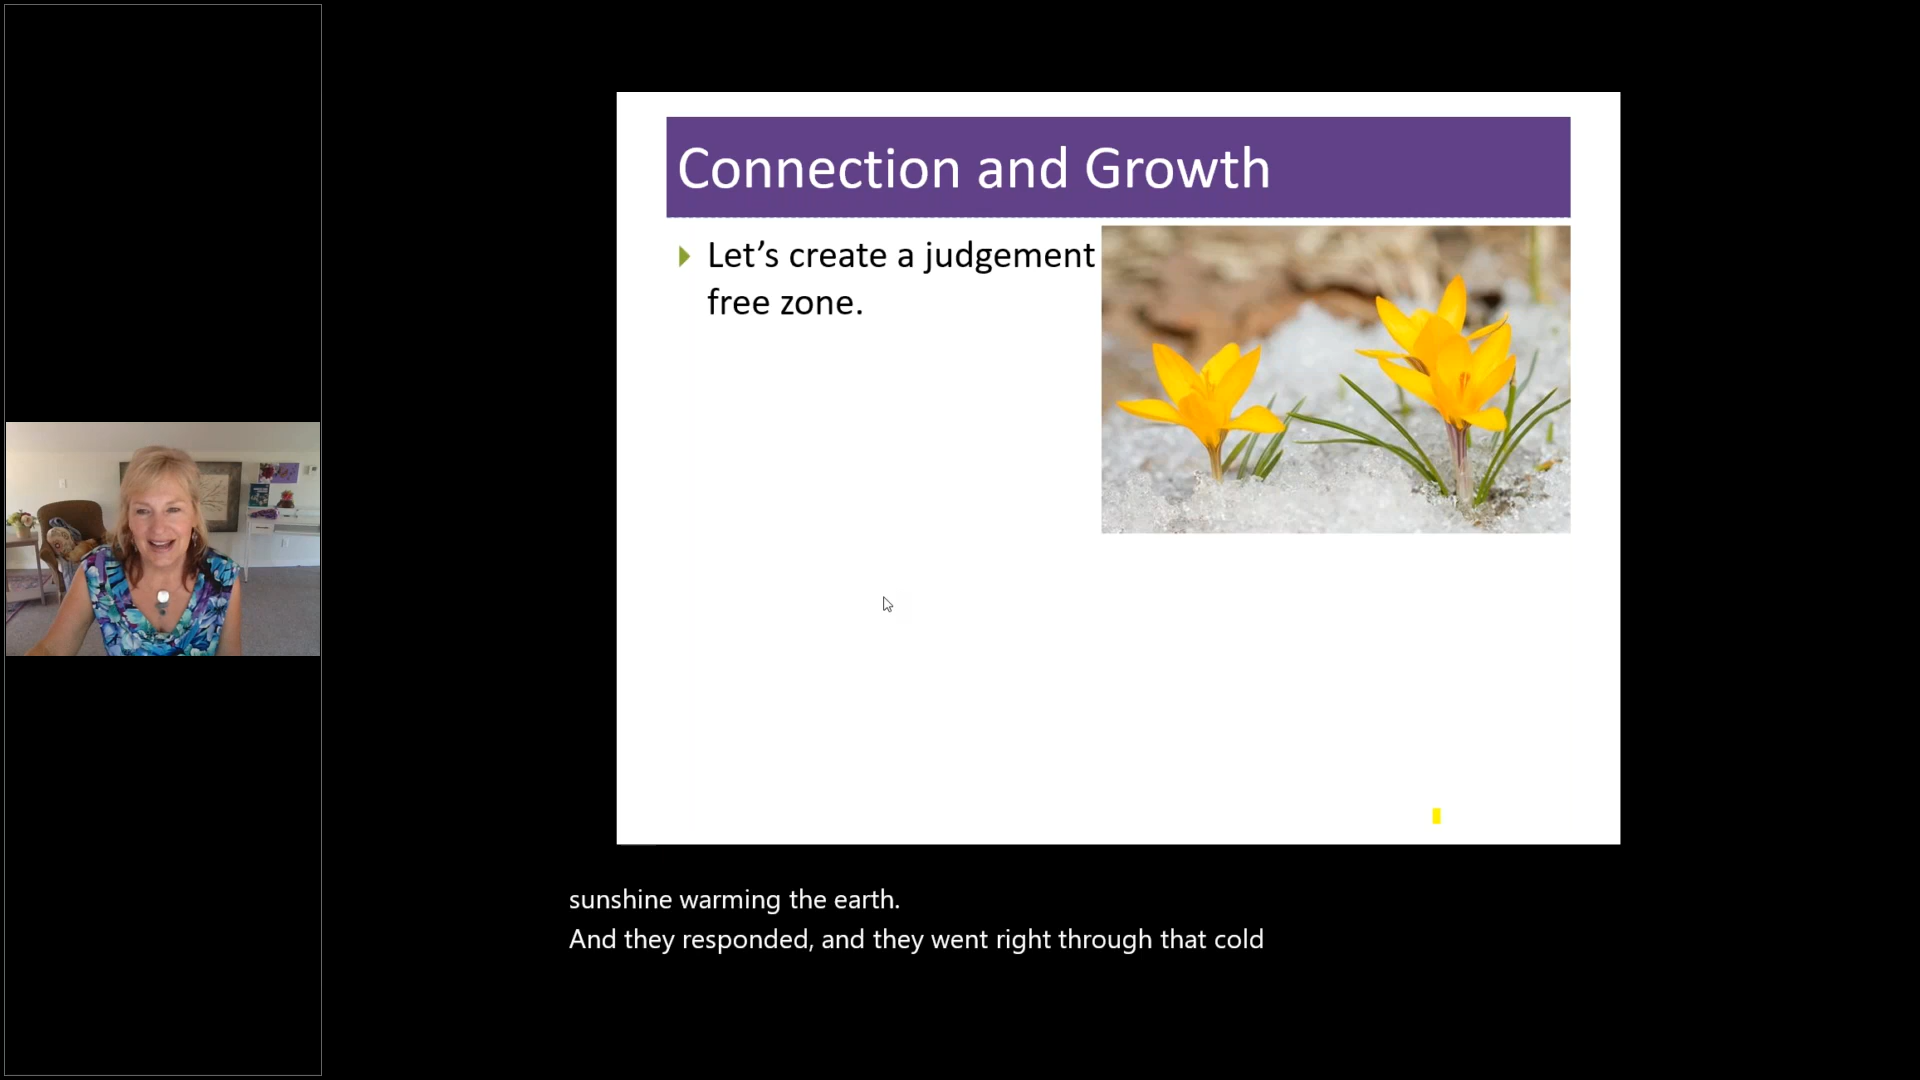 Connection and Growth
Let’s create a judgement
free zone.
sunshine warming the earth.
And they responded, and they went right through that cold